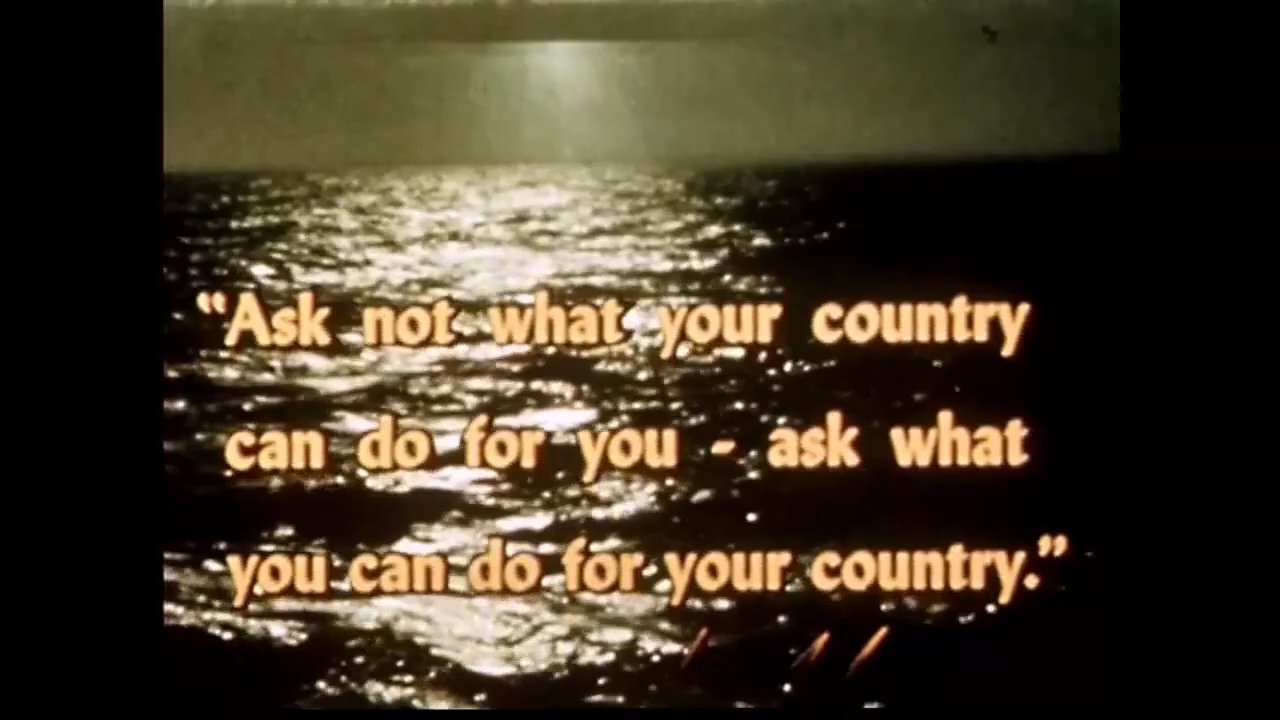 “Ask not what your country
can do for you - ask what
you can do for your country.”